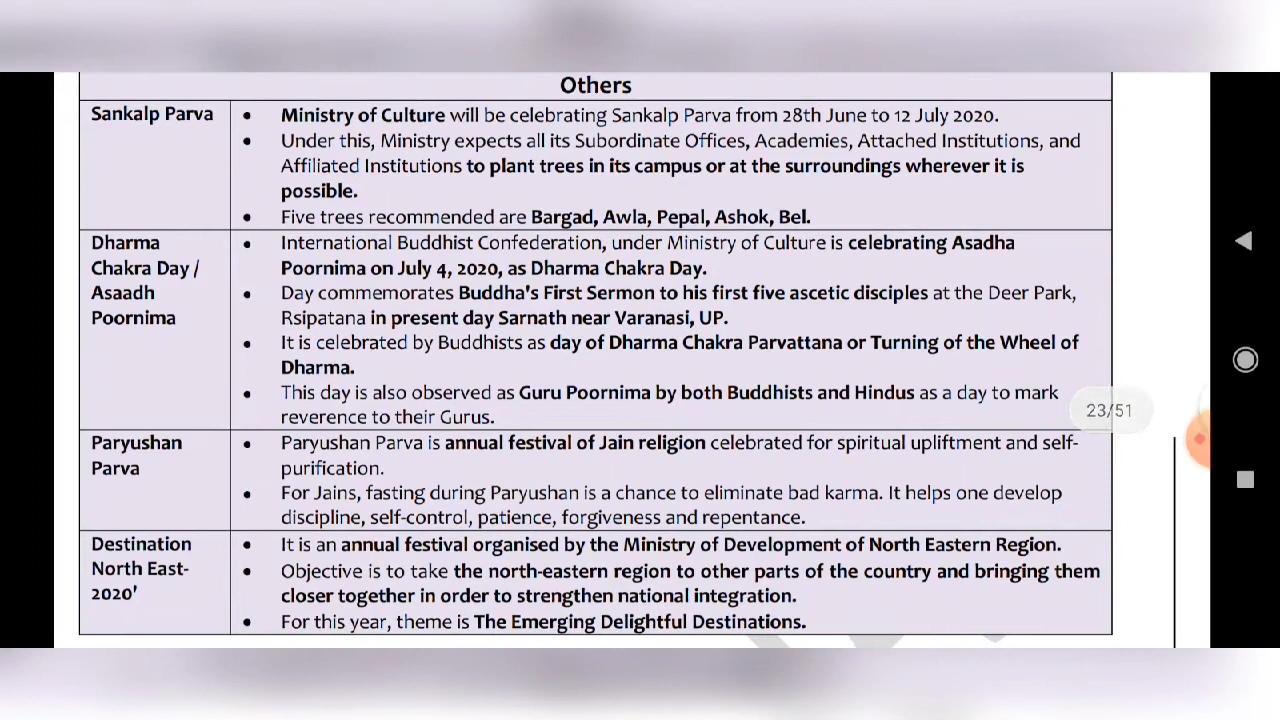 Others
Sankalp Parva
• Ministry of Culture will be celebrating Sankalp Parva from 28th June to 12 July 2020.
• Under this, Ministry expects all its Subordinate Offices, Academies, Attached Institutions, and
Affiliated Institutions to plant trees in its campus or at the surroundings wherever it is
possible.
• Five trees recommended are Bargad, Awla, Pepal, Ashok, Bel.
Dharma
Chakra Day /
Asaadh
Poornima
• International Buddhist Confederation, under Ministry of Culture is celebrating Asadha
Poornima on July 4, 2020, as Dharma Chakra Day.
• Day commemorates Buddha's First Sermon to his first five ascetic disciples at the Deer Park,
Rsipatana in present day Sarnath near Varanasi, UP.
• It is celebrated by Buddhists as day of Dharma Chakra Parvattana or Turning of the Wheel of
Dharma.
• This day is also observed as Guru Poornima by both Buddhists and Hindus as a day to mark
reverence to their Gurus.
23/51
Paryushan
Parva
• Paryushan Parva is annual festival of Jain religion celebrated for spiritual upliftment and self-
purification.
• For Jains, fasting during Paryushan is a chance to eliminate bad karma. It helps one develop
discipline, self-control, patience, forgiveness and repentance.
Destination
North East-
2020'
• It is an annual festival organised by the Ministry of Development of North Eastern Region.
• Objective is to take the north-eastern region to other parts of the country and bringing them
closer together in order to strengthen national integration.
• For this year, theme is The Emerging Delightful Destinations.